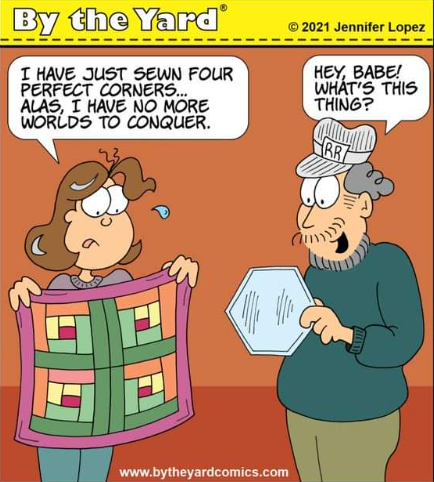 By the Yard®
© 2021 Jennifer Lopez
I HAVE JUST SEWN FOUR
PERFECT CORNERS...
ALAS, I HAVE NO MORE
WORLDS TO CONQUER.
HEY, BABE!
WHAT'S THIS
THING?
RR
www.bytheyardcomics.com